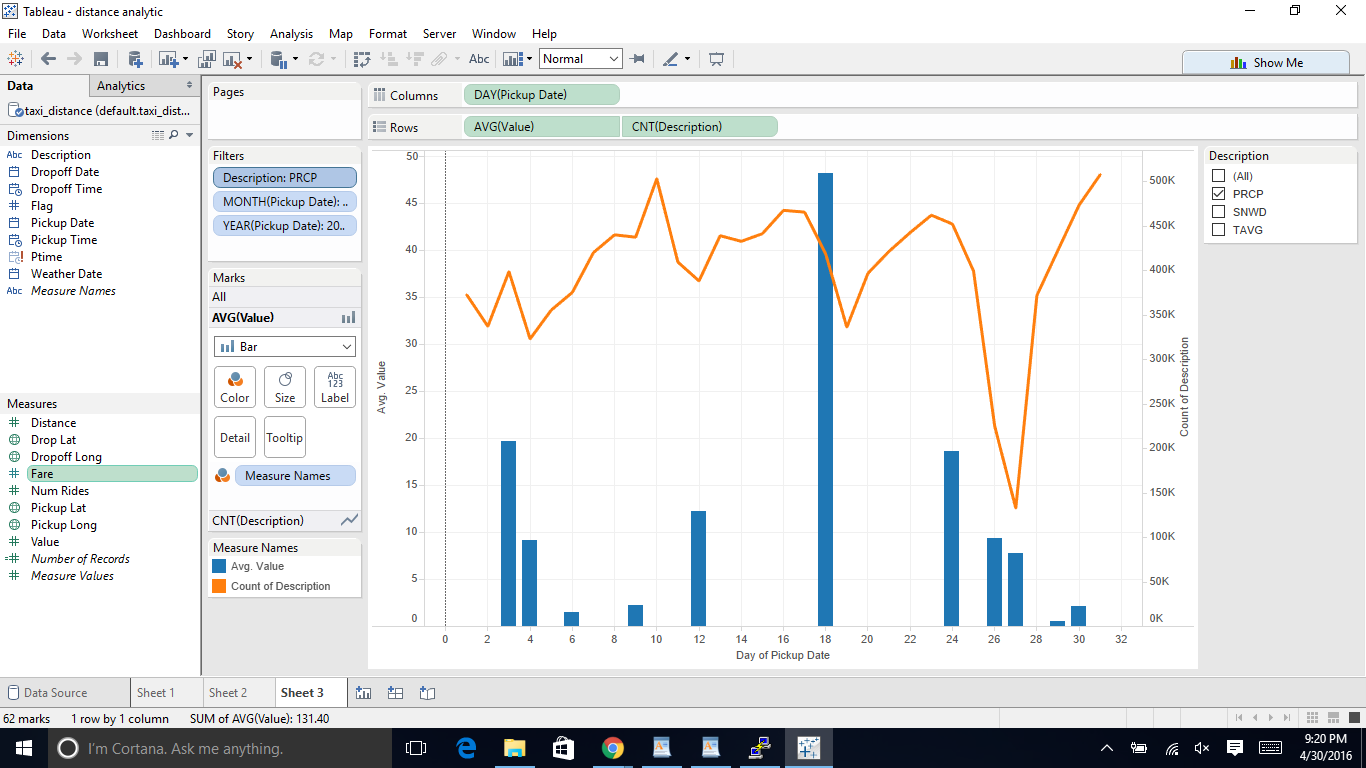 Tableau - distance analytic
File Data Worksheet Dashboard Story Analysis Map Format Server Window Help
Abc Normal Show Me
Data Analytics
taxi_distance (default.taxi_dist...
Dimensions
Abc Description
Dropoff Date
Dropoff Time
Flag
Pickup Date
Pickup Time
Ptime
Weather Date
Abc Measure Names
Measures
Distance
Drop Lat
Dropoff Long
Fare
Num Rides
Pickup Lat
Pickup Long
Value
Number of Records
Measure Values
Pages
Filters
Description: PRCP
MONTH(Pickup Date): ..
YEAR(Pickup Date): 20..
Marks
All
AVG(Value)
Bar
Color Size Abc 123 Label
Detail Tooltip
Measure Names
CNT(Description)
Measure Names
Avg. Value
Count of Description
Columns DAY(Pickup Date)
Rows AVG(Value) CNT(Description)
50
45
40
35
30
25
20
15
10
5
0
Avg. Value
500K
450K
400K
350K
300K
250K
200K
150K
100K
50K
0K
Count of Description
0 2 4 6 8 10 12 14 16 18 20 22 24 26 28 30 32
Day of Pickup Date
Description
(All)
PRCP
SNWD
TAVG
Data Source Sheet 1 Sheet 2 Sheet 3
62 marks 1 row by 1 column SUM of AVG(Value): 131.40
I'm Cortana. Ask me anything.
9:20 PM
4/30/2016